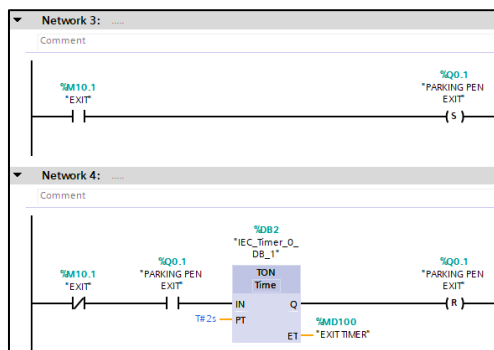 Network 3: .....
Comment
%M10.1
"EXIT"
%Q0.1
"PARKING PEN
EXIT"
S
Network 4: .....
Comment
%M10.1
"EXIT"
%Q0.1
"PARKING PEN
EXIT"
%DB2
"IEC_Timer_0_
DB_1"
TON
Time
IN Q
T#2s PT
ET %MD100
"EXIT TIMER"
%Q0.1
"PARKING PEN
EXIT"
R